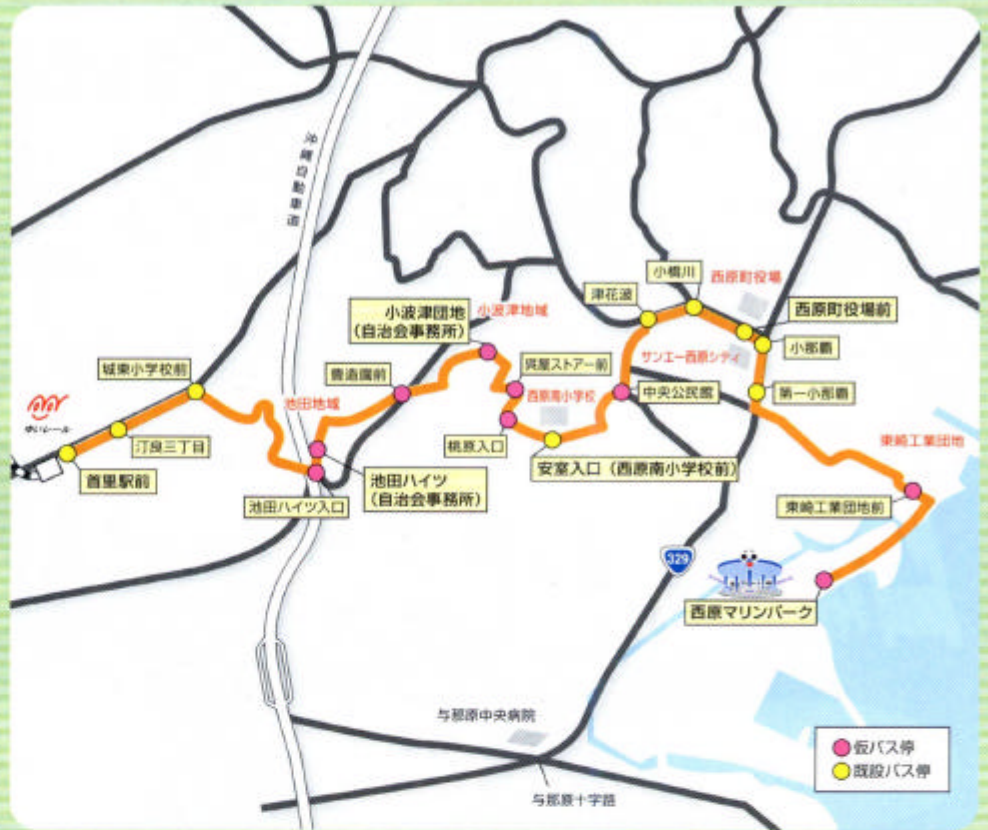 沖縄自動車道
小橋川
西原町役場
津花波
西原町役場前
小波津団地
(自治会事務所)
小波津地域
小那覇
サンエー西原シティ
城東小学校前
呉屋ストアー前
池田地域
西原南小学校
中央公民館
第一小那覇
ゆいレール
汀良三丁目
桃原入口
東崎工業団地
首里駅前
池田ハイツ
(自治会事務所)
安室入口(西原南小学校前)
池田ハイツ入口
東崎工業団地前
329
西原マリンパーク
与那原中央病院
仮バス停
既設バス停
与那原十字路